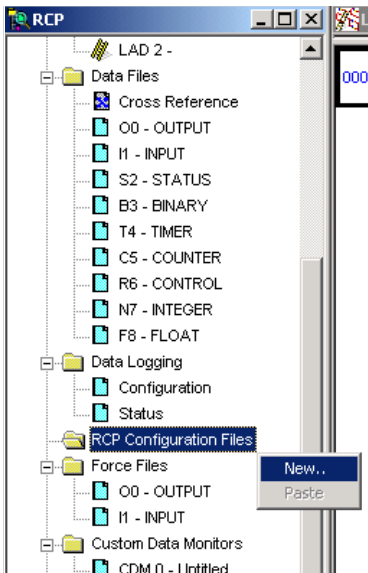 RCP
LAD 2 -
000
Data Files
Cross Reference
O0 - OUTPUT
I1 - INPUT
S2 - STATUS
B3 - BINARY
T4 - TIMER
C5 - COUNTER
R6 - CONTROL
N7 - INTEGER
F8 - FLOAT
Data Logging
Configuration
Status
RCP Configuration Files
Force Files
New..
O0 - OUTPUT
Paste
I1 - INPUT
Custom Data Monitors
CDM 0 - Untitled